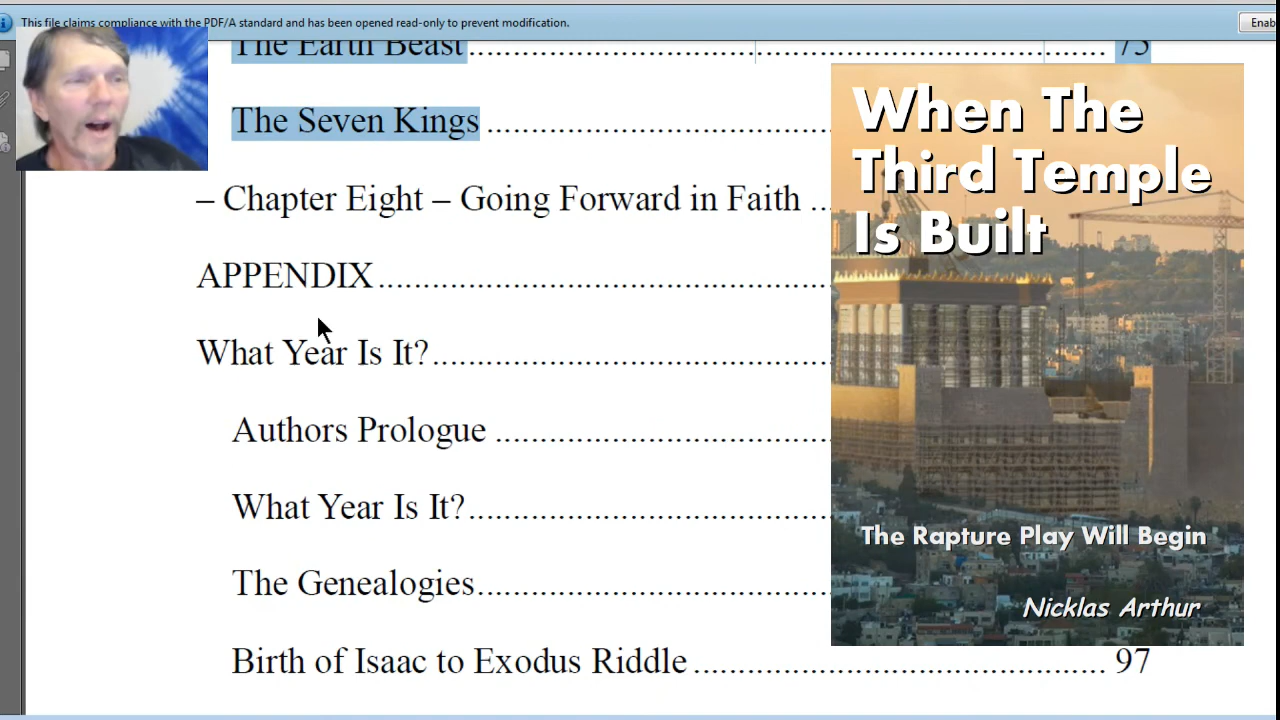 This file claims compliance with the PDF/A standard and has been opened read-only to prevent modification.
Enab
The Earth Beast........................................................................ 75
The Seven Kings......................................
– Chapter Eight – Going Forward in Faith ..
APPENDIX..................................................
What Year Is It?............................................
Authors Prologue .....................................
What Year Is It?........................................
The Genealogies.......................................
Birth of Isaac to Exodus Riddle.............................................. 97
When The
Third Temple
Is Built
The Rapture Play Will Begin
Nicklas Arthur